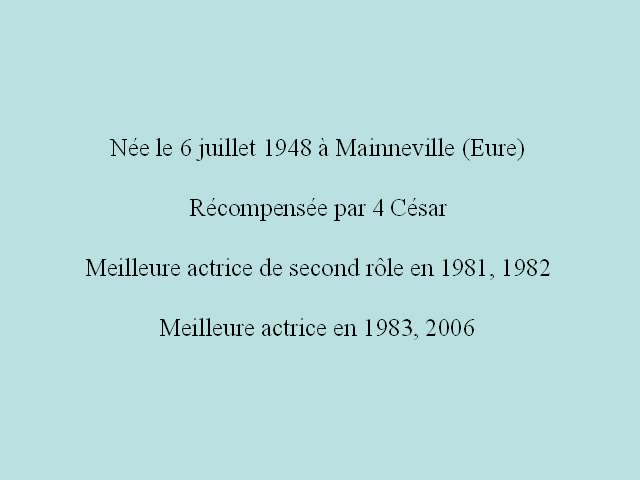 Née le 6 juillet 1948 à Mainneville (Eure)
Récompensée par 4 César
Meilleure actrice de second rôle en 1981, 1982
Meilleure actrice en 1983, 2006